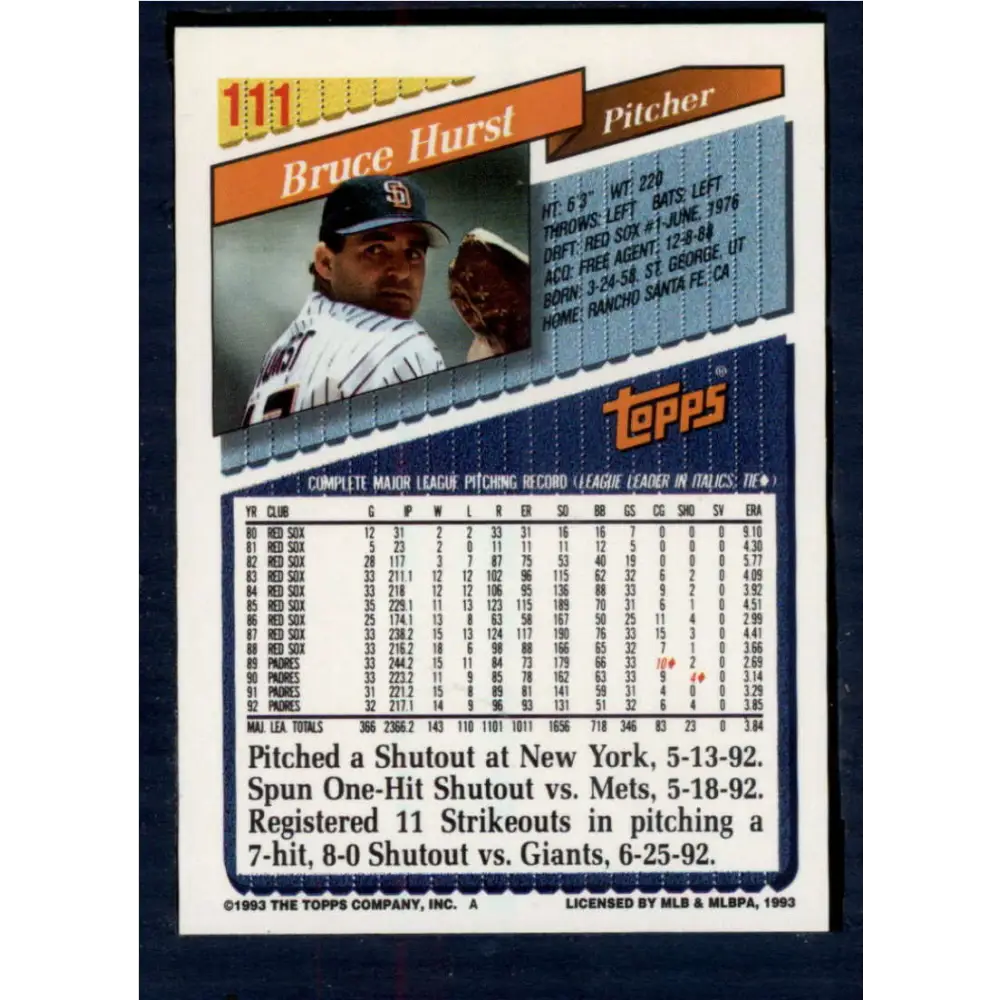 111
Bruce Hurst
Pitcher
SD
HURST
HT: 6'3" WT: 220
THROWS: LEFT BATS: LEFT
DRFT: RED SOX #1-JUNE, 1976
ACQ: FREE AGENT, 12-8-88
BORN: 3-24-58, ST. GEORGE, UT
HOME: RANCHO SANTA FE, CA
TOPPS ®
COMPLETE MAJOR LEAGUE PITCHING RECORD (LEAGUE LEADER IN ITALICS, TIE♦)
YR CLUB G IP W L R ER SO BB GS CG SHO SV ERA
80 RED SOX 12 31 2 2 33 31 16 16 7 0 0 0 9.10
81 RED SOX 5 23 2 0 11 11 11 12 5 0 0 0 4.30
82 RED SOX 28 117 3 7 87 75 53 40 19 0 0 0 5.77
83 RED SOX 33 211.1 12 12 102 96 115 62 32 6 2 0 4.09
84 RED SOX 33 218 12 12 106 95 136 88 33 9 2 0 3.92
85 RED SOX 35 229.1 11 13 123 115 189 70 31 6 1 0 4.51
86 RED SOX 25 174.1 13 8 63 58 167 50 25 11 4 0 2.99
87 RED SOX 33 238.2 15 13 124 117 190 76 33 15 3 0 4.41
88 RED SOX 33 216.2 18 6 98 88 166 65 32 7 1 0 3.66
89 PADRES 33 244.2 15 11 84 73 179 66 33 10♦ 2 0 2.69
90 PADRES 33 223.2 11 9 85 78 162 63 33 9 4♦ 0 3.14
91 PADRES 31 221.2 15 8 89 81 141 59 31 4 0 0 3.29
92 PADRES 32 217.1 14 9 96 93 131 51 32 6 4 0 3.85
MAJ. LEA. TOTALS 366 2366.2 143 110 1101 1011 1656 718 346 83 23 0 3.84
Pitched a Shutout at New York, 5-13-92.
Spun One-Hit Shutout vs. Mets, 5-18-92.
Registered 11 Strikeouts in pitching a
7-hit, 8-0 Shutout vs. Giants, 6-25-92.
©1993 THE TOPPS COMPANY, INC. A LICENSED BY MLB & MLBPA, 1993